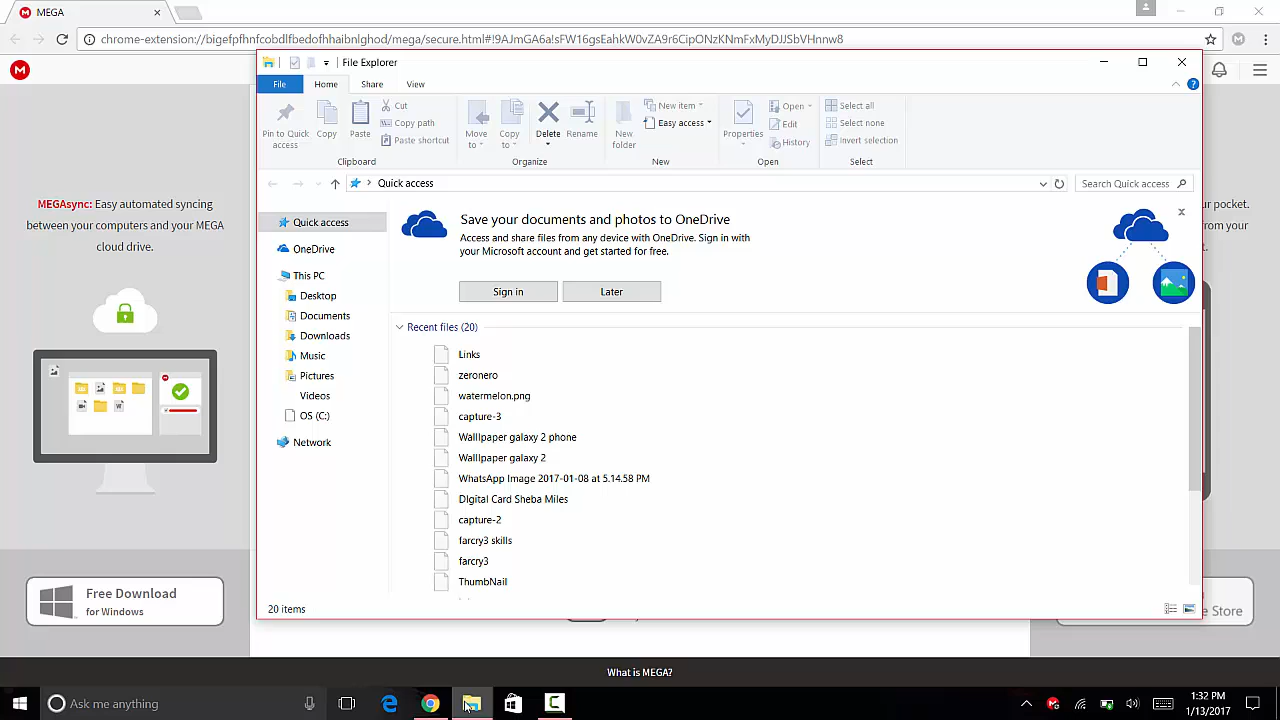 MEGA
chrome-extension://bigefpfhnfcobdlfbedofhhaibnlghod/mega/secure.html#!9AJmGA6a!sFW16gsEahkW0vZA9r6CipONzKNmFxMyDJJSbVHnnw8
File Explorer
File Home Share View
Pin to Quick access
Copy
Paste
Cut
Copy path
Paste shortcut
Clipboard
Move to
Copy to
Delete
Rename
Organize
New folder
New item
Easy access
New
Properties
Open
Edit
History
Open
Select all
Select none
Invert selection
Select
Quick access
Search Quick access
Quick access
OneDrive
This PC
Desktop
Documents
Downloads
Music
Pictures
Videos
OS (C:)
Network
Save your documents and photos to OneDrive
Access and share files from any device with OneDrive. Sign in with
your Microsoft account and get started for free.
Sign in
Later
Recent files (20)
Links
zeronero
watermelon.png
capture-3
Walllpaper galaxy 2 phone
Walllpaper galaxy 2
WhatsApp Image 2017-01-08 at 5.14.58 PM
DIgital Card Sheba Miles
capture-2
farcry3 skills
farcry3
ThumbNail
20 items
MEGAsync: Easy automated syncing
between your computers and your MEGA
cloud drive.
Free Download
for Windows
pocket.
from your
Store
What is MEGA?
Ask me anything
1:32 PM
1/13/2017